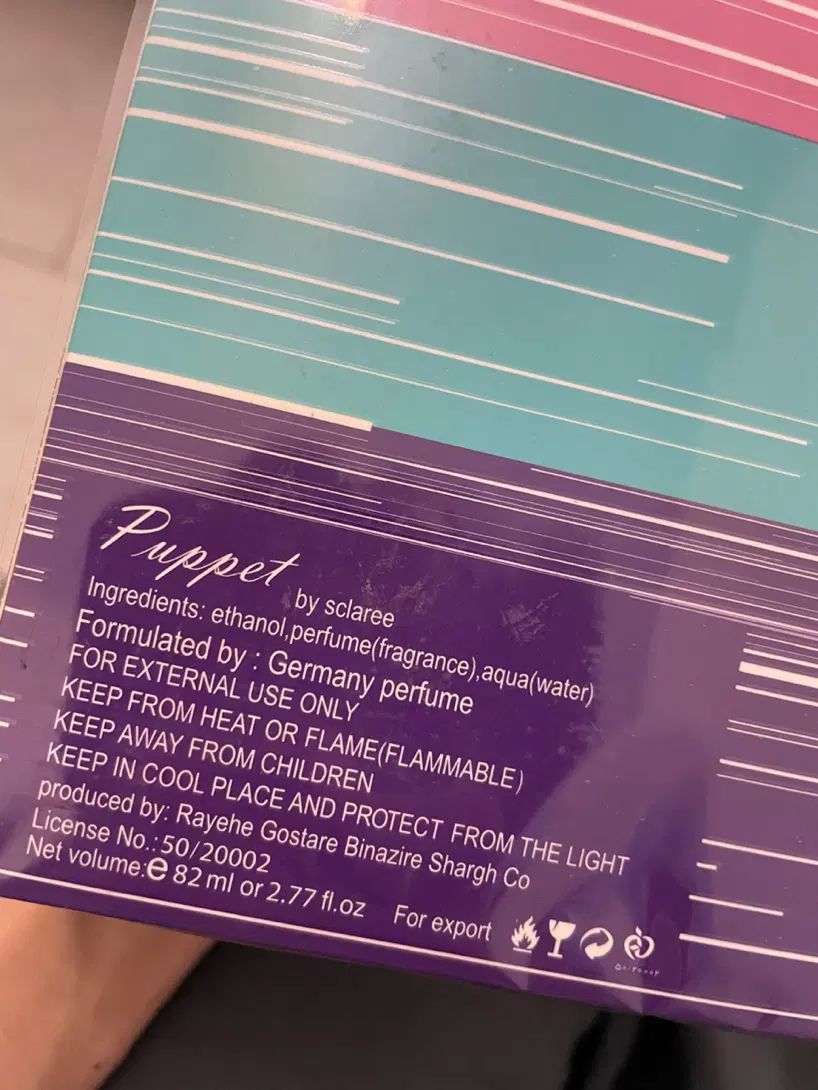 Puppet
by sclaree
Ingredients: ethanol,perfume(fragrance),aqua(water)
Formulated by : Germany perfume
FOR EXTERNAL USE ONLY
KEEP FROM HEAT OR FLAME(FLAMMABLE)
KEEP AWAY FROM CHILDREN
KEEP IN COOL PLACE AND PROTECT FROM THE LIGHT
produced by: Rayehe Gostare Binazire Shargh Co
License No.:50/20002
Net volume:e 82 ml or 2.77 fl.oz For export
۵۰/۲۰۰۰۲